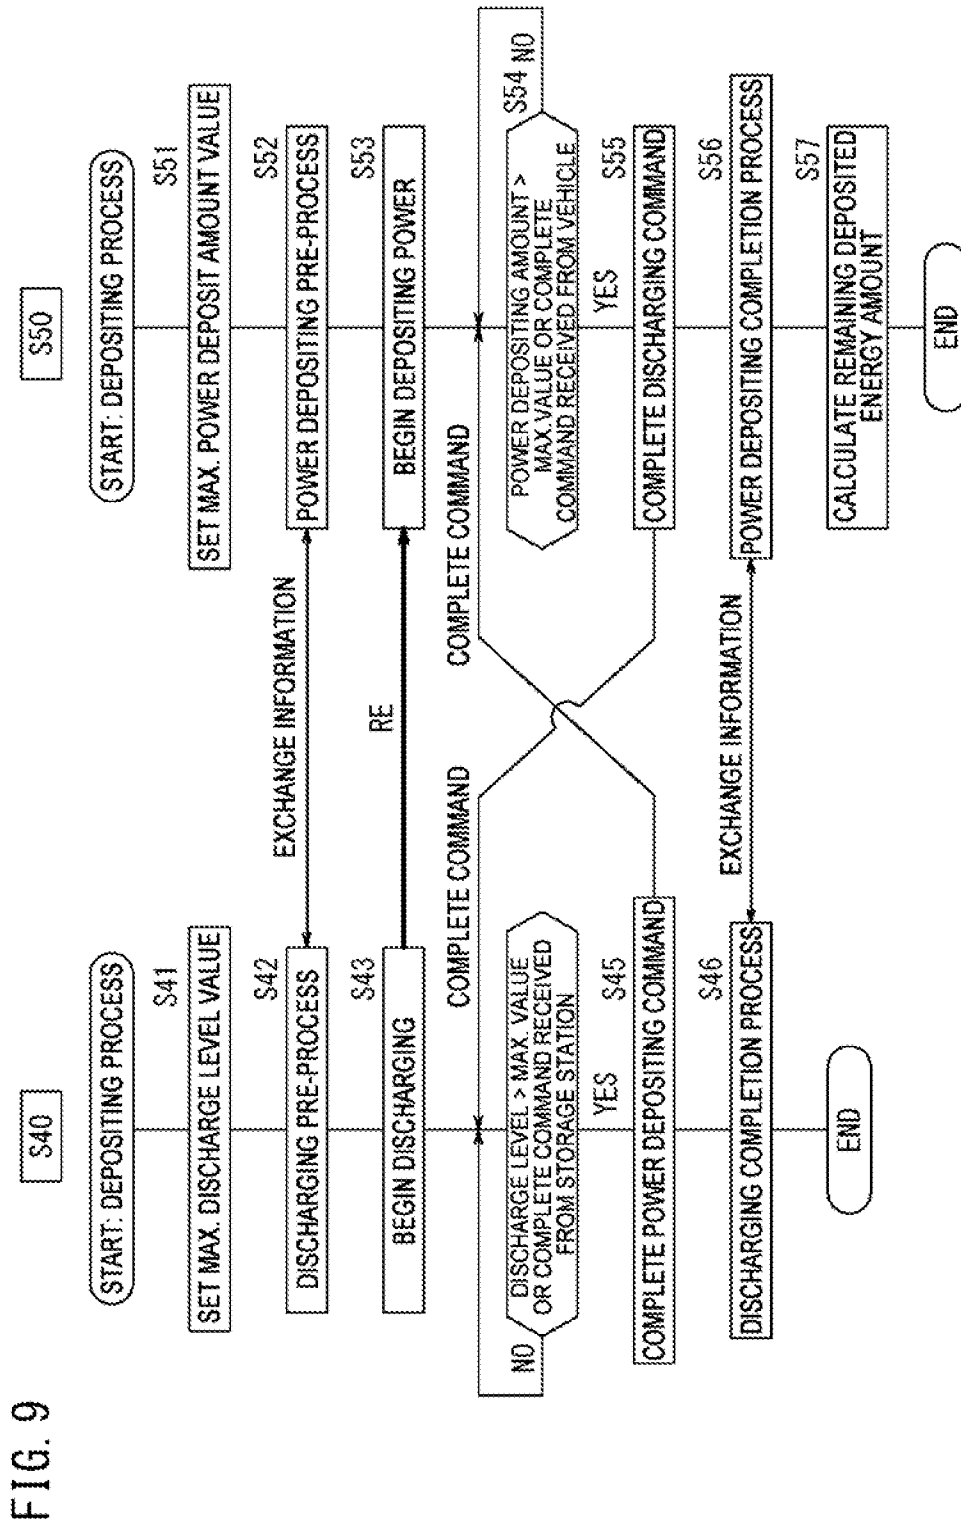 FIG. 9
S40
START: DEPOSITING PROCESS
S41
SET MAX. DISCHARGE LEVEL VALUE
S42
DISCHARGING PRE-PROCESS
S43
BEGIN DISCHARGING
NO
DISCHARGE LEVEL > MAX. VALUE
OR COMPLETE COMMAND RECEIVED
FROM STORAGE STATION
YES
S45
COMPLETE POWER DEPOSITING COMMAND
S46
DISCHARGING COMPLETION PROCESS
END
EXCHANGE INFORMATION
RE
COMPLETE COMMAND
COMPLETE COMMAND
EXCHANGE INFORMATION
S50
START: DEPOSITING PROCESS
S51
SET MAX. POWER DEPOSIT AMOUNT VALUE
S52
POWER DEPOSITING PRE-PROCESS
S53
BEGIN DEPOSITING POWER
S54 NO
POWER DEPOSITING AMOUNT >
MAX. VALUE OR COMPLETE
COMMAND RECEIVED FROM VEHICLE
YES
S55
COMPLETE DISCHARGING COMMAND
S56
POWER DEPOSITING COMPLETION PROCESS
S57
CALCULATE REMAINING DEPOSITED
ENERGY AMOUNT
END